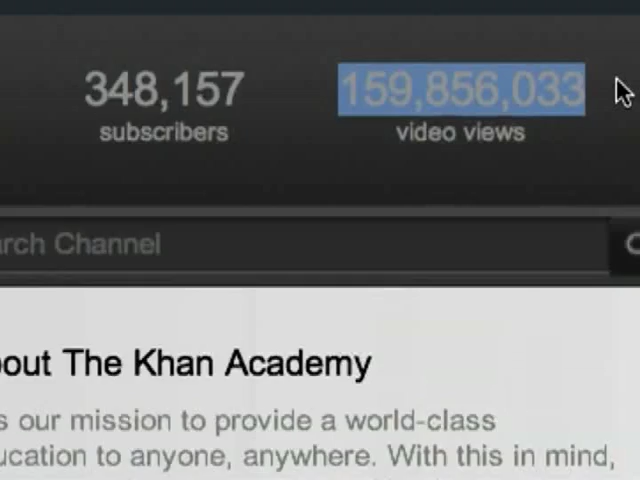 348,157 159,856,033
subscribers video views
rch Channel
out The Khan Academy
s our mission to provide a world-class
ucation to anyone, anywhere. With this in mind,